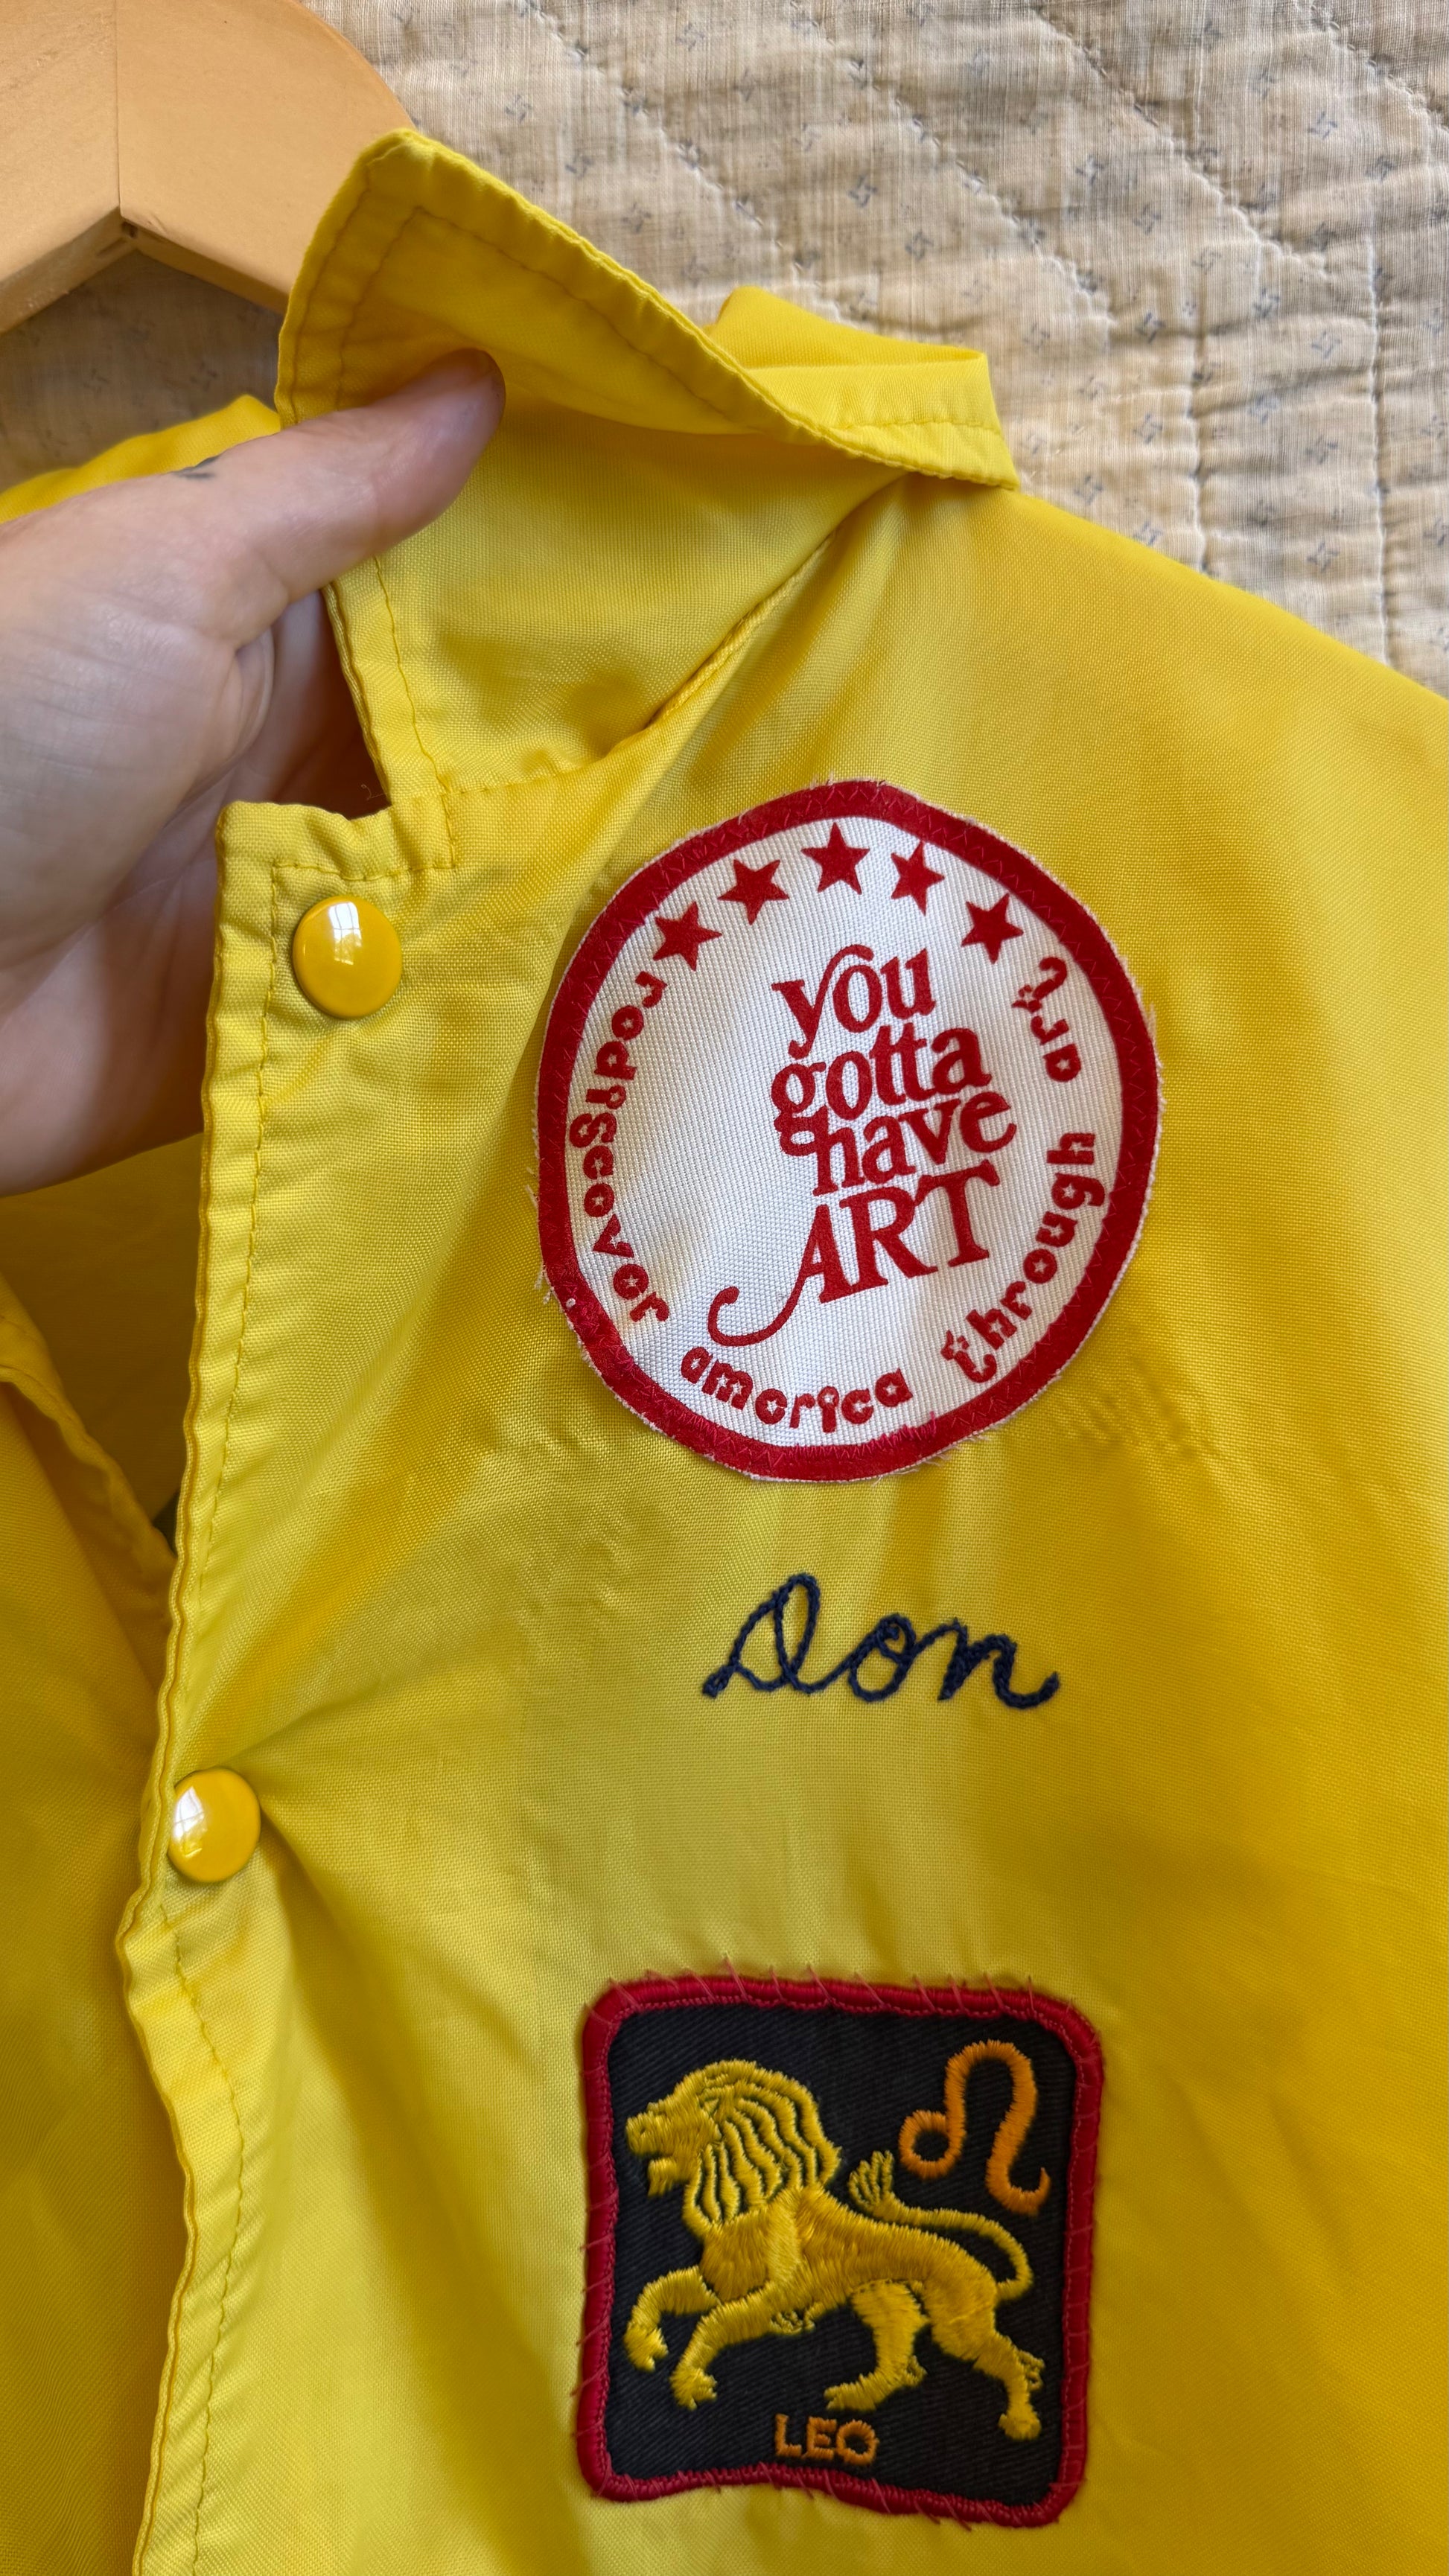 you
gotta
have
ART
rediscover america through art
Don
LEO